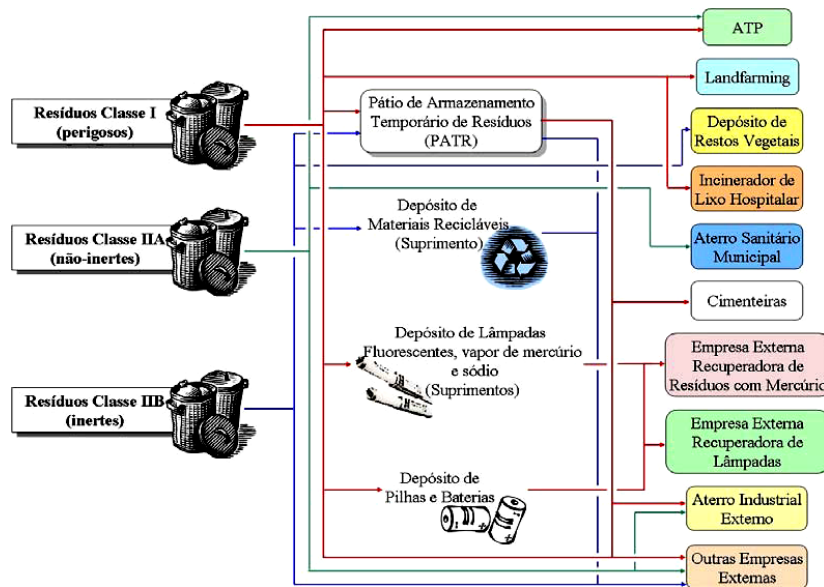 Resíduos Classe I
(perigosos)
Resíduos Classe IIA
(não-inertes)
Resíduos Classe IIB
(inertes)
Pátio de Armazenamento
Temporário de Resíduos
(PATR)
Depósito de
Materiais Recicláveis
(Suprimento)
Depósito de Lâmpadas
Fluorescentes, vapor de mercúrio
e sódio
(Suprimentos)
Depósito de
Pilhas e Baterias
ATP
Landfarming
Depósito de
Restos Vegetais
Incinerador de
Lixo Hospitalar
Aterro Sanitário
Municipal
Cimenteiras
Empresa Externa
Recuperadora de
Resíduos com Mercúrio
Empresa Externa
Recuperadora de
Lâmpadas
Aterro Industrial
Externo
Outras Empresas
Externas